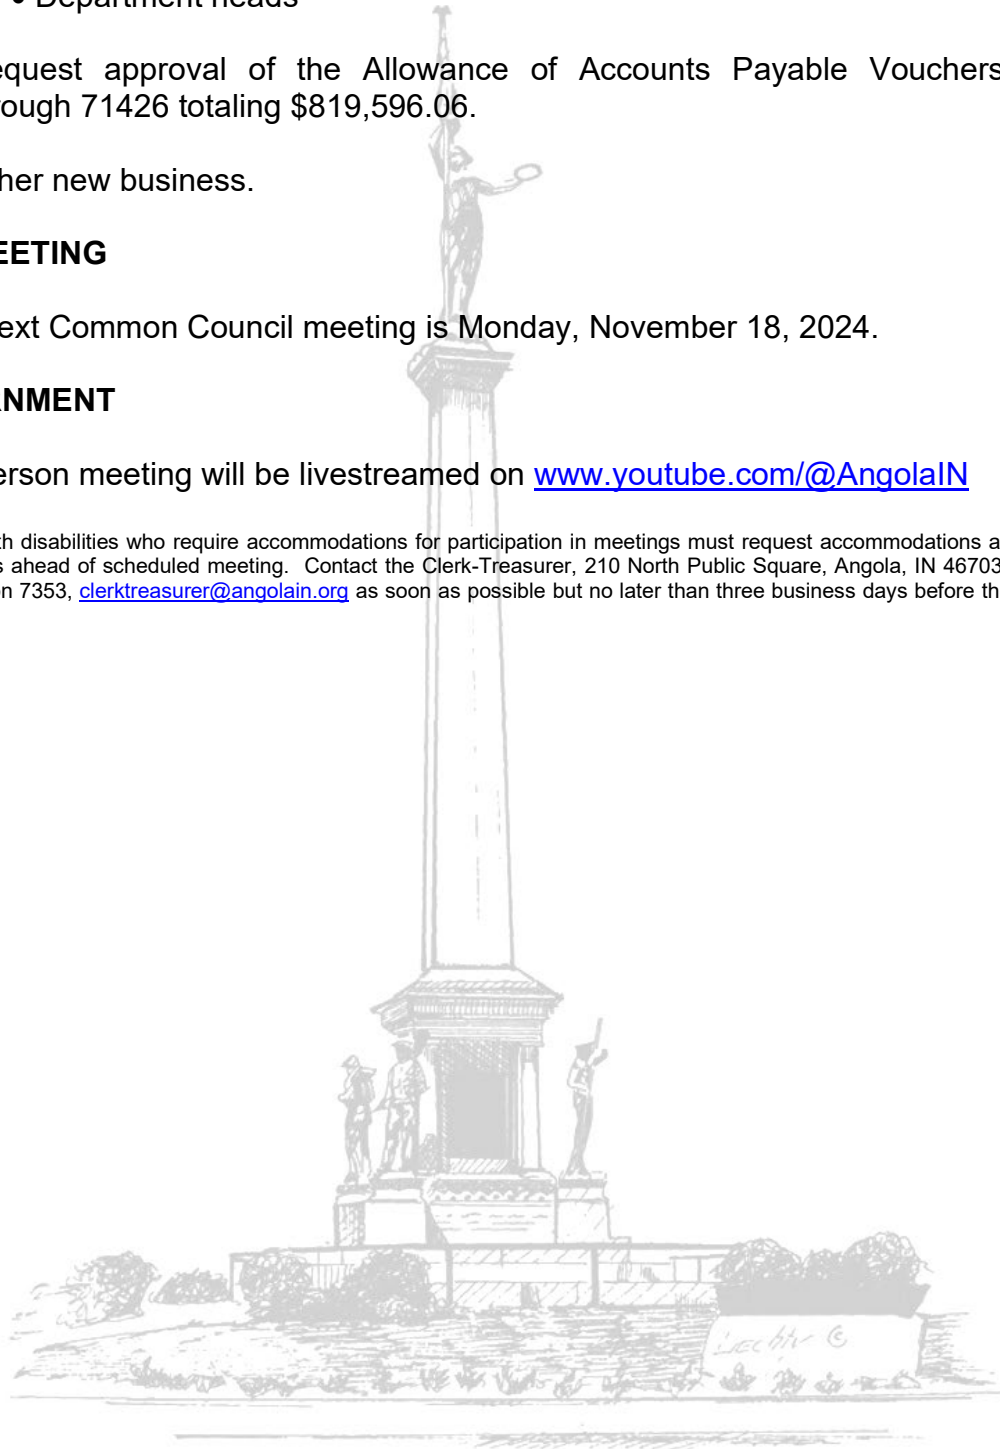 • Department heads
equest approval of the Allowance of Accounts Payable Vouchers
rough 71426 totaling $819,596.06.
her new business.
EETING
ext Common Council meeting is Monday, November 18, 2024.
NMENT
erson meeting will be livestreamed on www.youtube.com/@AngolaIN
th disabilities who require accommodations for participation in meetings must request accommodations a
s ahead of scheduled meeting. Contact the Clerk-Treasurer, 210 North Public Square, Angola, IN 46703
on 7353, clerktreasurer@angolain.org as soon as possible but no later than three business days before th